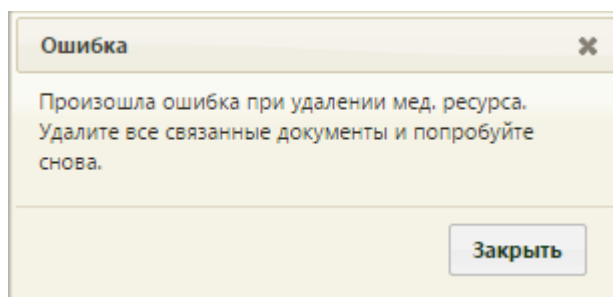 Ошибка
Произошла ошибка при удалении мед. ресурса.
Удалите все связанные документы и попробуйте
снова.
Закрыть